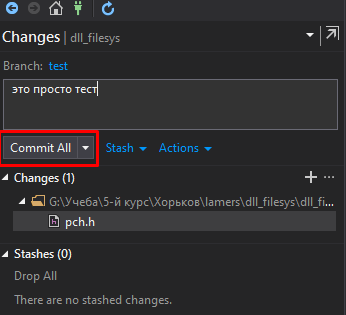 Changes | dll_filesys
Branch: test
это просто тест
Commit All Stash Actions
Changes (1)
G:\Учеба\5-й курс\Хорьков\lamers\dll_filesys\dll_fi...
pch.h
Stashes (0)
Drop All
There are no stashed changes.